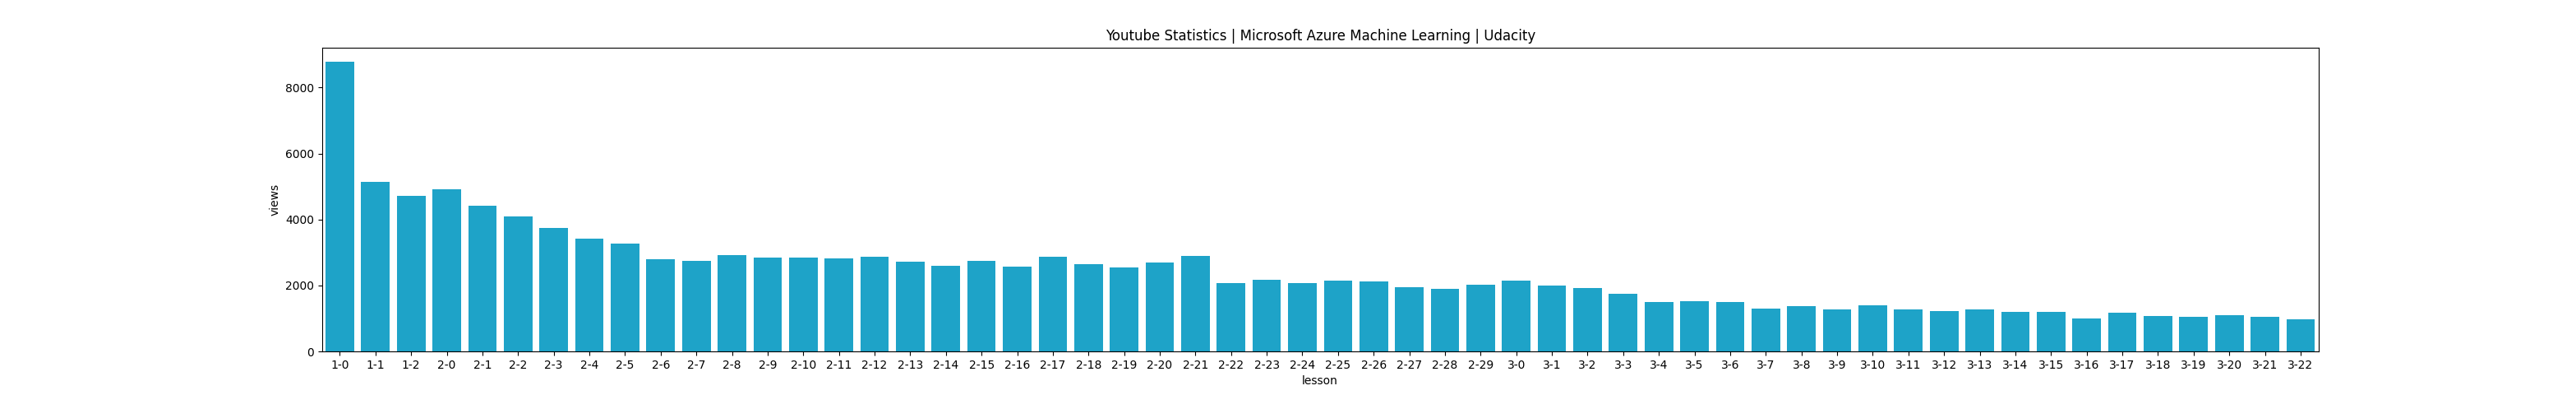 Youtube Statistics | Microsoft Azure Machine Learning | Udacity
8000
6000
4000
2000
0
views
1-0 1-1 1-2 2-0 2-1 2-2 2-3 2-4 2-5 2-6 2-7 2-8 2-9 2-10 2-11 2-12 2-13 2-14 2-15 2-16 2-17 2-18 2-19 2-20 2-21 2-22 2-23 2-24 2-25 2-26 2-27 2-28 2-29 3-0 3-1 3-2 3-3 3-4 3-5 3-6 3-7 3-8 3-9 3-10 3-11 3-12 3-13 3-14 3-15 3-16 3-17 3-18 3-19 3-20 3-21 3-22
lesson